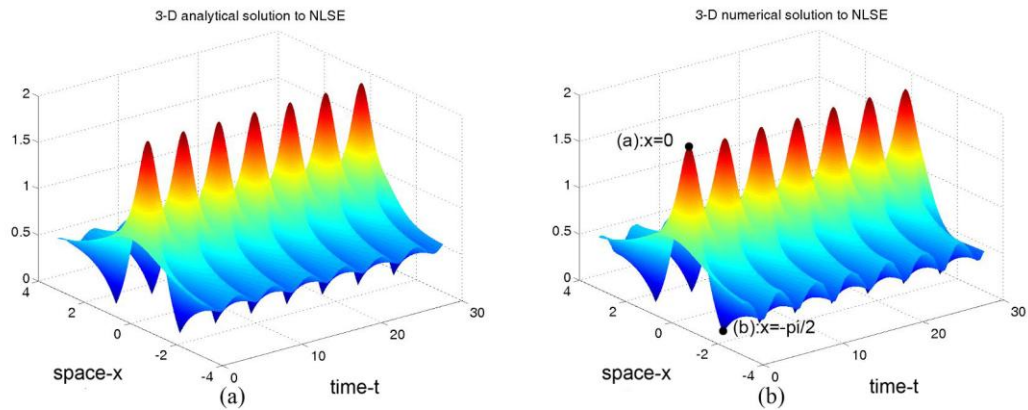 3-D analytical solution to NLSE
2
1.5
1
0.5
0
4
2
0
-2
-4
0
10
20
30
space-x
time-t
(a)
3-D numerical solution to NLSE
2
1.5
1
0.5
0
4
2
0
-2
-4
0
10
20
30
(a):x=0
(b):x=-pi/2
space-x
time-t
(b)